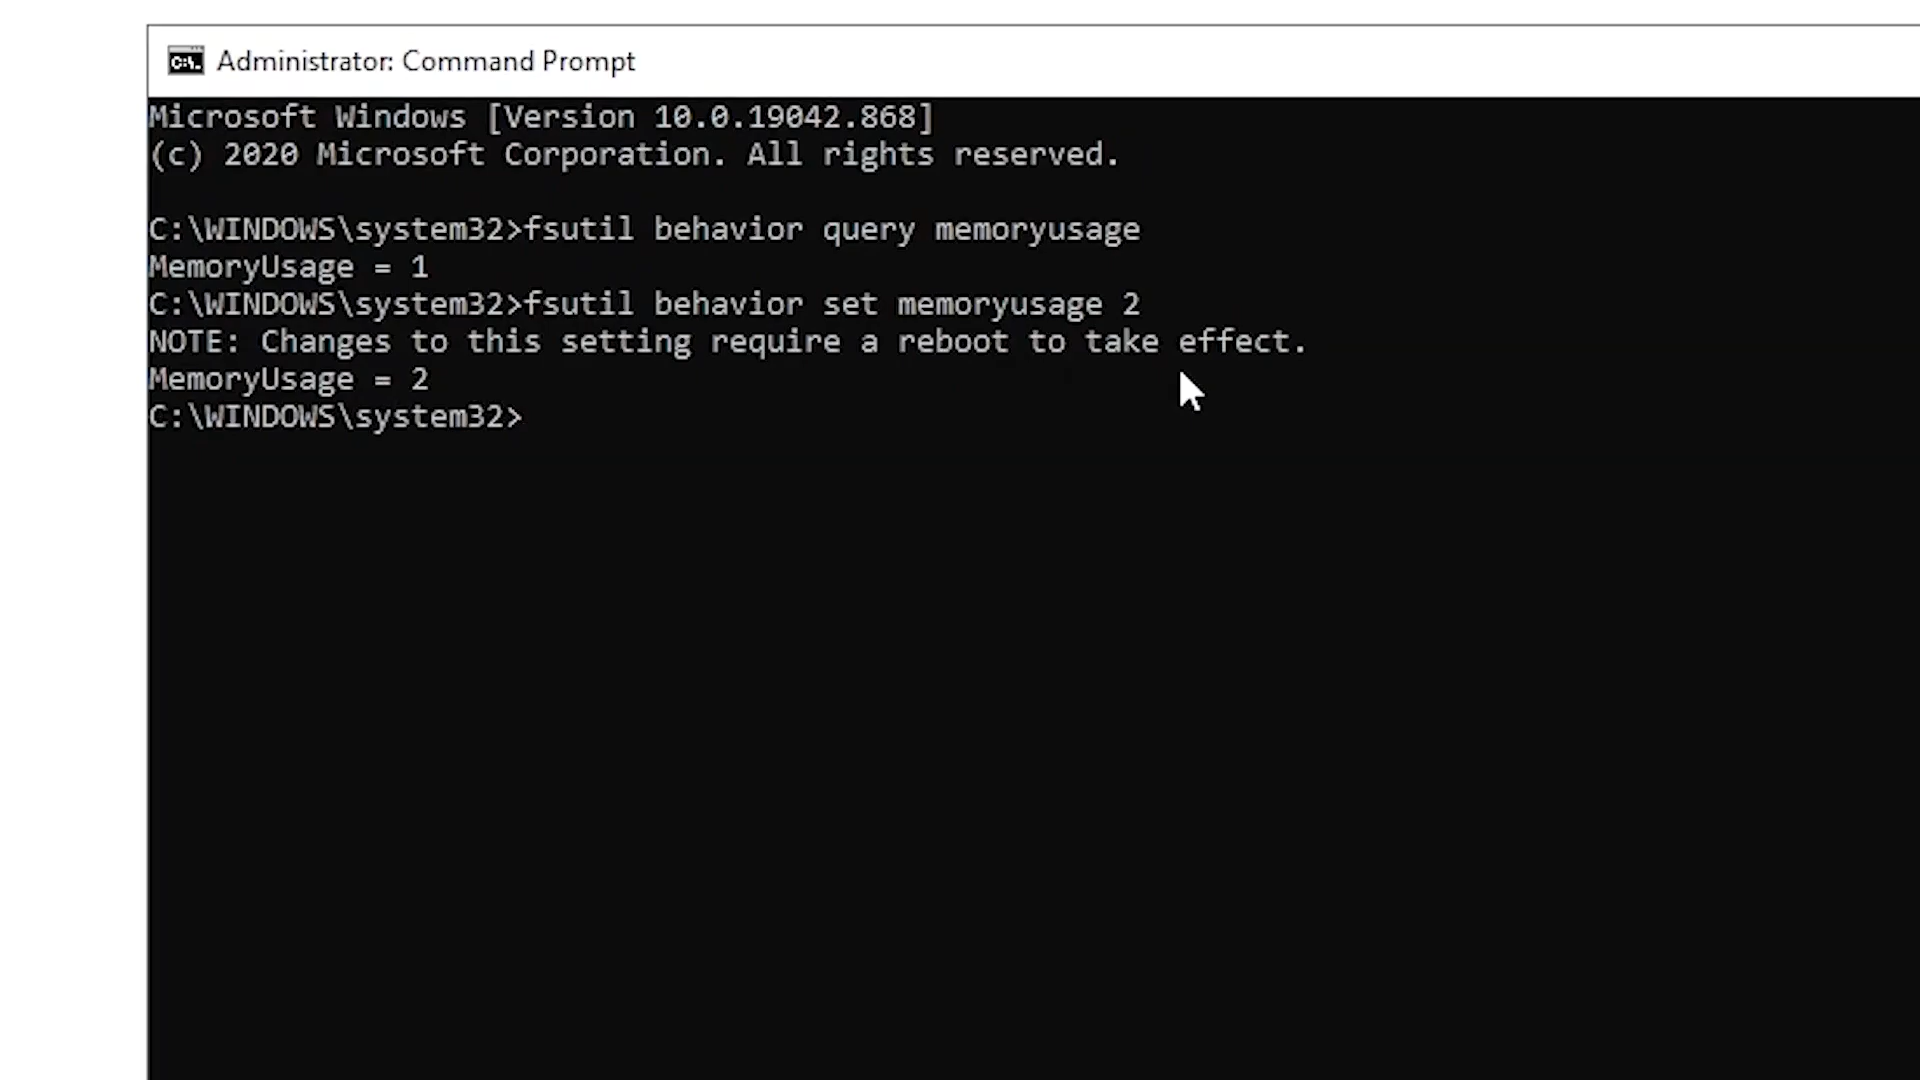 Administrator: Command Prompt
Microsoft Windows [Version 10.0.19042.868]
(c) 2020 Microsoft Corporation. All rights reserved.
C:\WINDOWS\system32>fsutil behavior query memoryusage
MemoryUsage = 1
C:\WINDOWS\system32>fsutil behavior set memoryusage 2
NOTE: Changes to this setting require a reboot to take effect.
MemoryUsage = 2
C:\WINDOWS\system32>